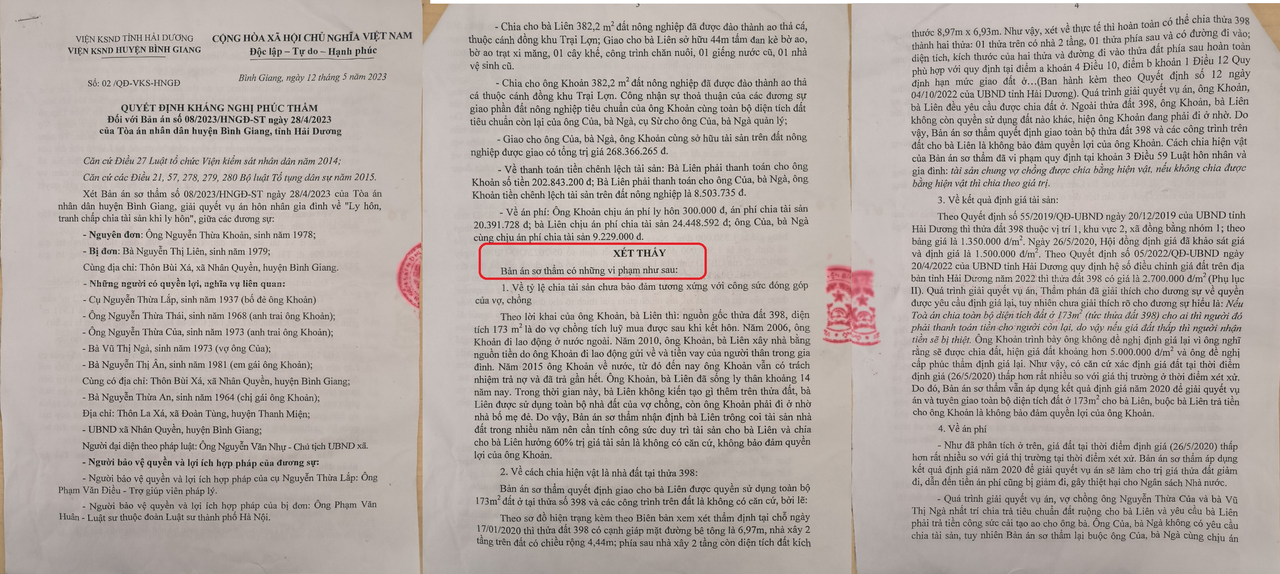 VIỆN KSND TỈNH HẢI DƯƠNG
VIỆN KSND HUYỆN BÌNH GIANG
CỘNG HÒA XÃ HỘI CHỦ NGHĨA VIỆT NAM
Độc lập – Tự do – Hạnh phúc
Số: 02 /QĐ-VKS-HNGĐ
Bình Giang, ngày 12 tháng 5 năm 2023
QUYẾT ĐỊNH KHÁNG NGHỊ PHÚC THẨM
Đối với Bản án số 08/2023/HNGĐ-ST ngày 28/4/2023
của Tòa án nhân dân huyện Bình Giang, tỉnh Hải Dương
Căn cứ Điều 27 Luật tổ chức Viện kiểm sát nhân dân năm 2014;
Căn cứ các Điều 21, 57, 278, 279, 280 Bộ luật Tố tụng dân sự năm 2015.
Xét Bản án sơ thẩm số 08/2023/HNGĐ-ST ngày 28/4/2023 của Tòa án
nhân dân huyện Bình Giang, giải quyết vụ án hôn nhân gia đình về "Ly hôn,
tranh chấp chia tài sản khi ly hôn", giữa các đương sự:
- Nguyên đơn: Ông Nguyễn Thừa Khoán, sinh năm 1978;
- Bị đơn: Bà Nguyễn Thị Liên, sinh năm 1979;
Cùng địa chỉ: Thôn Bùi Xá, xã Nhân Quyền, huyện Bình Giang.
- Những người có quyền lợi, nghĩa vụ liên quan:
- Cụ Nguyễn Thừa Lắp, sinh năm 1937 (bố đẻ ông Khoán)
- Ông Nguyễn Thừa Thái, sinh năm 1968 (anh trai ông Khoán)
- Ông Nguyễn Thừa Của, sinh năm 1973 (anh trai ông Khoán)
- Bà Vũ Thị Ngà, sinh năm 1973 (vợ ông Của);
- Bà Nguyễn Thị Ân, sinh năm 1981 (em gái ông Khoán);
Cùng có địa chỉ: Thôn Bùi Xá, xã Nhân Quyền, huyện Bình Giang;
- Bà Nguyễn Thừa An, sinh năm 1964 (chị gái ông Khoán);
Địa chỉ: Thôn La Xá, xã Đoàn Tùng, huyện Thanh Miện;
- UBND xã Nhân Quyền, huyện Bình Giang;
Người đại diện theo pháp luật: Ông Nguyễn Văn Nhự - Chủ tịch UBND xã.
- Người bảo vệ quyền và lợi ích hợp pháp của đương sự:
- Người bảo vệ quyền và lợi ích hợp pháp của cụ Nguyễn Thừa Lắp: Ông
Phạm Văn Điều - Trợ giúp viên pháp lý.
- Người bảo vệ quyền và lợi ích hợp pháp của bị đơn: Ông Phạm Văn
Huân - Luật sư thuộc đoàn Luật sư thành phố Hà Nội.
3
- Chia cho bà Liên 382,2 m² đất nông nghiệp đã được đào thành ao thả cá,
thuộc cánh đồng khu Trại Lợn; Giao cho bà Liên sở hữu 44m tấm đan kè bờ ao,
bờ ao trạt xi măng, 01 cây khế, công trình chăn nuôi, 01 giếng nước cũ, 01 nhà
vệ sinh cũ.
- Chia cho ông Khoán 382,2 m² đất nông nghiệp đã được đào thành ao thả
cá thuộc cánh đồng khu Trại Lợn. Công nhận sự thoả thuận của các đương sự
giao phần đất nông nghiệp tiêu chuẩn của ông Khoán cùng toàn bộ diện tích đất
tiêu chuẩn còn lại của ông Của, bà Ngà, cụ Sừ cho ông Của, bà Ngà quản lý;
- Giao cho ông Của, bà Ngà, ông Khoán cùng sở hữu tài sản trên đất nông
nghiệp được giao có tổng trị giá 268.366.265 đ.
- Về thanh toán tiền chênh lệch tài sản: Bà Liên phải thanh toán cho ông
Khoán số tiền 202.843.200 đ; Bà Liên phải thanh toán cho ông Của, bà Ngà, ông
Khoán tiền chênh lệch tài sản trên đất nông nghiệp là 8.503.735 đ.
- Về án phí: Ông Khoán chịu án phí ly hôn 300.000 đ, án phí chia tài sản
20.391.728 đ; bà Liên chịu án phí chia tài sản 24.448.592 đ; ông Của, bà Ngà
cùng chịu án phí chia tài sản 9.229.000 đ.
XÉT THẤY
Bản án sơ thẩm có những vi phạm như sau:
1. Về tỷ lệ chia tài sản chưa bảo đảm tương xứng với công sức đóng góp
của vợ, chồng
Theo lời khai của ông Khoán, bà Liên thì: nguồn gốc thửa đất 398, diện
tích 173 m² là do vợ chồng tích luỹ mua được sau khi kết hôn. Năm 2006, ông
Khoán đi lao động ở nước ngoài. Năm 2010, ông Khoán, bà Liên xây nhà bằng
nguồn tiền do ông Khoán đi lao động gửi về và tiền vay của người thân trong gia
đình. Năm 2015 ông Khoán về nước, từ đó đến nay ông Khoán vẫn có trách
nhiệm trả nợ và đã trả gần hết. Ông Khoán, bà Liên đã sống ly thân khoảng 14
năm nay. Trong thời gian này, bà Liên không kiến tạo gì thêm trên thửa đất, bà
Liên được sử dụng toàn bộ nhà đất của vợ chồng, còn ông Khoán phải đi ở nhờ
nhà bố mẹ đẻ. Do vậy, Bản án sơ thẩm nhận định bà Liên trông coi tài sản nhà
đất trong nhiều năm nên cần tính công sức duy trì tài sản cho bà Liên và chia
cho bà Liên hưởng 60% trị giá tài sản là không có căn cứ, không bảo đảm quyền
lợi của ông Khoán.
2. Về cách chia hiện vật là nhà đất tại thửa 398:
Bản án sơ thẩm quyết định giao cho bà Liên được quyền sử dụng toàn bộ
173m² đất ở tại thửa số 398 và các công trình trên đất là không có căn cứ, bởi lẽ:
Theo sơ đồ hiện trạng kèm theo Biên bản xem xét thẩm định tại chỗ ngày
17/01/2020 thì thửa đất 398 có cạnh giáp mặt đường bê tông là 6,97m, nhà xây 2
tầng trên đất có chiều rộng 4,44m; phía sau nhà xây 2 tầng còn diện tích đất kích
4
thước 8,97m x 6,93m. Như vậy, xét về thực tế thì hoàn toàn có thể chia thửa 398
thành hai thửa: 01 thửa trên có nhà 2 tầng, 01 thửa phía sau và có đường đi vào;
diện tích, kích thước của hai thửa và đường đi vào thửa đất phía sau hoàn toàn
phù hợp với quy định tại điểm a khoản 4 Điều 10, điểm b khoản 1 Điều 12 Quy
định hạn mức giao đất ở…(Ban hành kèm theo Quyết định số 12 ngày
04/10/2022 của UBND tỉnh Hải Dương). Quá trình giải quyết vụ án, ông Khoán,
bà Liên đều yêu cầu được chia đất ở. Ngoài thửa đất 398, ông Khoán, bà Liên
không còn quyền sử dụng đất nào khác, hiện ông Khoán đang phải đi ở nhờ. Do
vậy, Bản án sơ thẩm quyết định giao toàn bộ thửa đất 398 và các công trình trên
đất cho bà Liên là không bảo đảm quyền lợi của ông Khoán. Cách chia hiện vật
của Bản án sơ thẩm đã vi phạm quy định tại khoản 3 Điều 59 Luật hôn nhân và
gia đình: tài sản chung vợ chồng được chia bằng hiện vật, nếu không chia được
bằng hiện vật thì chia theo giá trị.
3. Về kết quả định giá tài sản:
Theo Quyết định số 55/2019/QĐ-UBND ngày 20/12/2019 của UBND tỉnh
Hải Dương thì thửa đất 398 thuộc vị trí 1, khu vực 2, xã đồng bằng nhóm 1; theo
bảng giá là 1.350.000 đ/m². Ngày 26/5/2020, Hội đồng định giá đã khảo sát giá
và định giá là 1.500.000 đ/m². Theo Quyết định số 05/2022/QĐ-UBND ngày
20/4/2022 của UBND tỉnh Hải Dương quy định hệ số điều chỉnh giá đất trên địa
bàn tỉnh Hải Dương năm 2022 thì thửa đất 398 có giá là 2.700.000 đ/m² (Phụ lục
II). Quá trình giải quyết vụ án, Thẩm phán đã giải thích cho đương sự về quyền
được yêu cầu định giá lại, tuy nhiên chưa giải thích rõ cho đương sự hiểu là: Nếu
Toà án chia toàn bộ diện tích đất ở 173m² (tức thửa đất 398) cho ai thì người đó
phải thanh toán tiền cho người còn lại, do vậy nếu giá đất thấp thì người nhận
tiền sẽ bị thiệt. Ông Khoán trình bày ông không đề nghị định giá lại vì ông nghĩ
rằng sẽ được chia đất, hiện giá đất khoảng hơn 5.000.000 đ/m² và ông đề nghị
cấp phúc thẩm định giá lại. Như vậy, có căn cứ xác định giá đất tại thời điểm
định giá (26/5/2020) thấp hơn rất nhiều so với giá thị trường ở thời điểm xét xử.
Do đó, Bản án sơ thẩm vẫn áp dụng kết quả định giá năm 2020 để giải quyết vụ
án và tuyên giao toàn bộ diện tích đất ở 173m² cho bà Liên, buộc bà Liên trả tiền
cho ông Khoán là không bảo đảm quyền lợi của ông Khoán.
4. Về án phí
- Như đã phân tích ở trên, giá đất tại thời điểm định giá (26/5/2020) thấp
hơn rất nhiều so với giá thị trường tại thời điểm xét xử. Bản án sơ thẩm áp dụng
kết quả định giá năm 2020 để giải quyết vụ án sẽ làm cho trị giá thửa đất giảm
đi, dẫn đến tiền án phí cũng bị giảm đi, gây thiệt hại cho Ngân sách Nhà nước.
- Quá trình giải quyết vụ án, vợ chồng ông Nguyễn Thừa Của và bà Vũ
Thị Ngà nhất trí chia trả tiêu chuẩn đất ruộng cho bà Liên và yêu cầu bà Liên
phải trả tiền công sức cải tạo ao cho ông bà. Ông Của, bà Ngà không có yêu cầu
chia tài sản, tuy nhiên Bản án sơ thẩm lại buộc ông Của, bà Ngà cùng chịu án